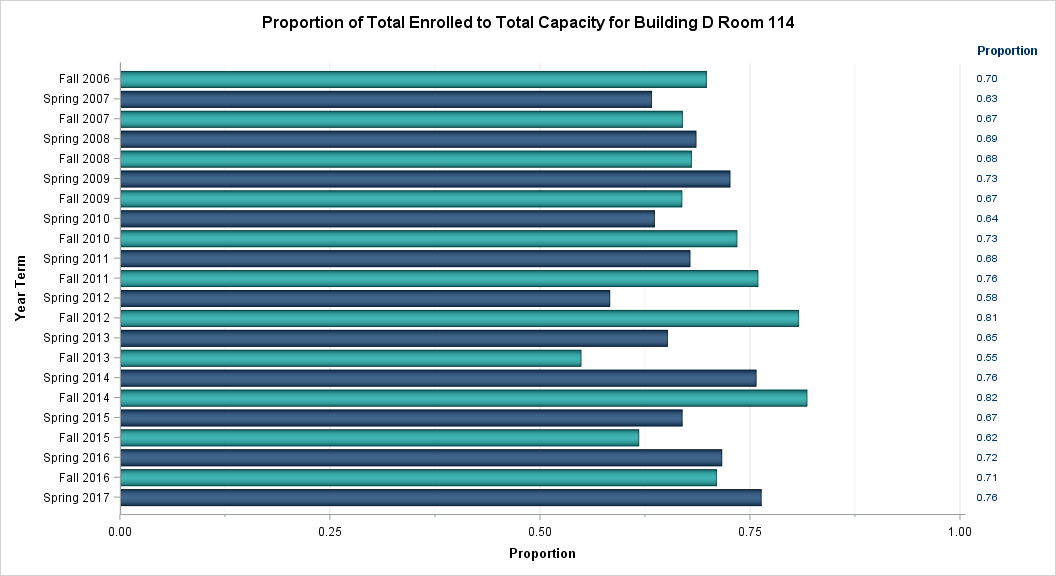 Proportion of Total Enrolled to Total Capacity for Building D Room 114
Proportion
Fall 2006 0.70
Spring 2007 0.63
Fall 2007 0.67
Spring 2008 0.69
Fall 2008 0.68
Spring 2009 0.73
Fall 2009 0.67
Spring 2010 0.64
Fall 2010 0.73
Spring 2011 0.68
Fall 2011 0.76
Spring 2012 0.58
Fall 2012 0.81
Spring 2013 0.65
Fall 2013 0.55
Spring 2014 0.76
Fall 2014 0.82
Spring 2015 0.67
Fall 2015 0.62
Spring 2016 0.72
Fall 2016 0.71
Spring 2017 0.76
Year Term
0.00 0.25 0.50 0.75 1.00
Proportion